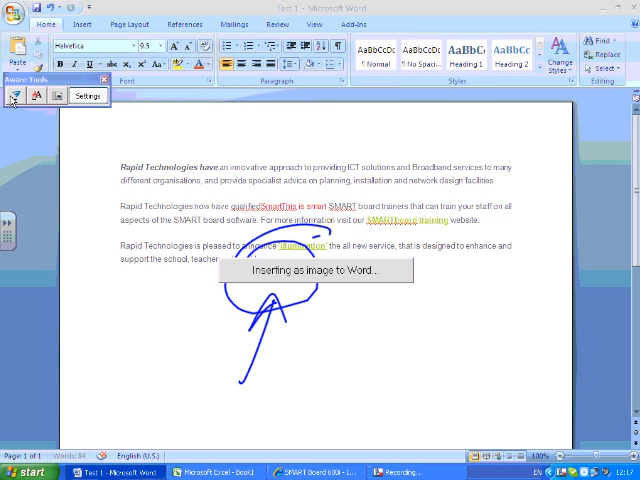 Test 1 - Microsoft Word
Home Insert Page Layout References Mailings Review View Add-Ins
Paste
Helvetica 9.5
AaBbCcDc AaBbCcDc AaBbCc AaBbCc
¶ Normal ¶ No Spaci... Heading 1 Heading 2
Change Styles
Find
Replace
Select
Font Paragraph Styles Editing
Aware Tools
Settings
Rapid Technologies have an innovative approach to providing ICT solutions and Broadband services to many
different organisations, and provide specialist advice on planning, installation and network design facilities
Rapid Technologies now have qualifiedSmartThis is smart SMART board trainers that can train your staff on all
aspects of the SMART board software. For more information visit our SMARTboard training website.
Rapid Technologies is pleased to announce 'illumination' the all new service, that is designed to enhance and
support the school, teacher
Inserting as image to Word...
Page: 1 of 1 Words: 84 English (U.S.) 100%
start Test 1 - Microsoft Word Microsoft Excel - Book1 SMART Board 600i - 1... Recording... EN 12:17